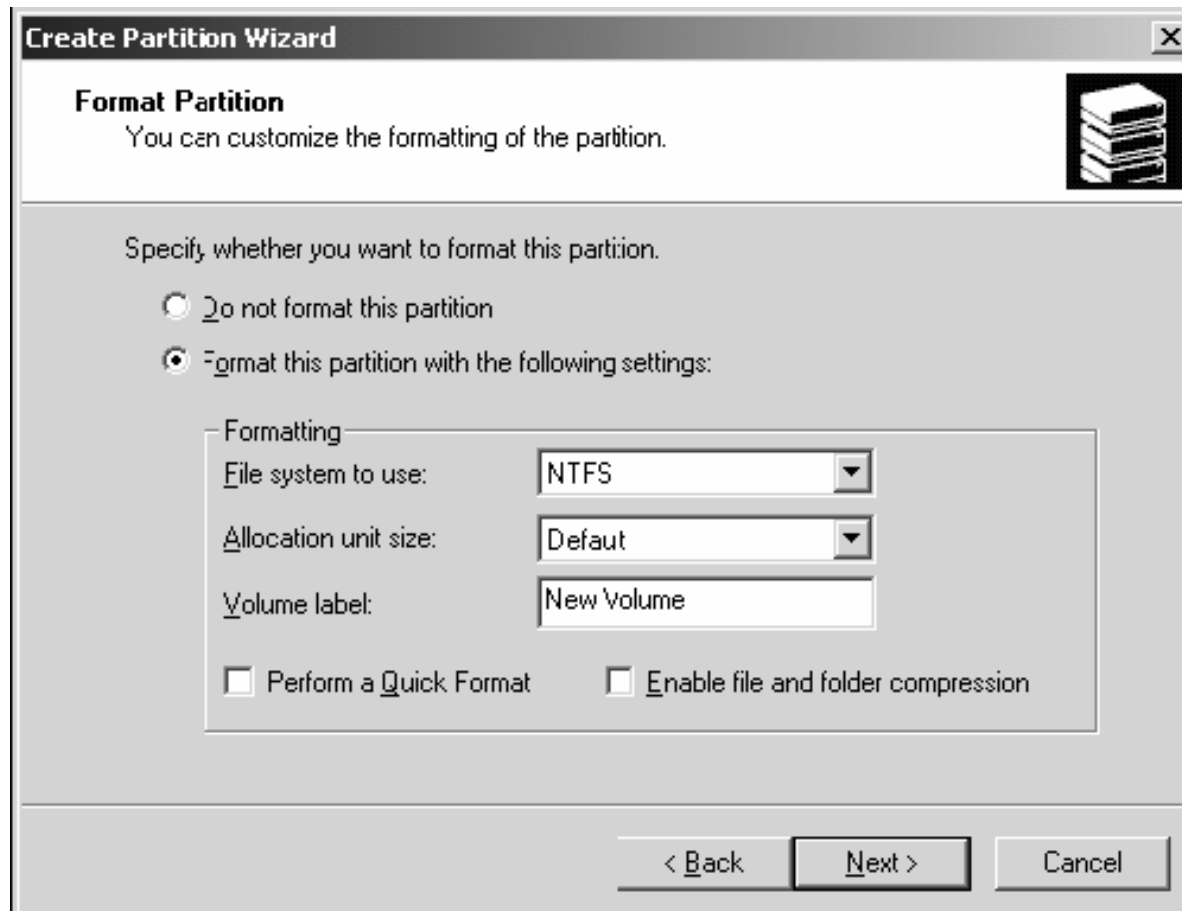 Create Partition Wizard
Format Partition
You can customize the formatting of the partition.
Specify whether you want to format this partition.
Do not format this partition
Format this partition with the following settings:
Formatting
File system to use: NTFS
Allocation unit size: Defaut
Volume label: New Volume
Perform a Quick Format Enable file and folder compression
< Back Next > Cancel